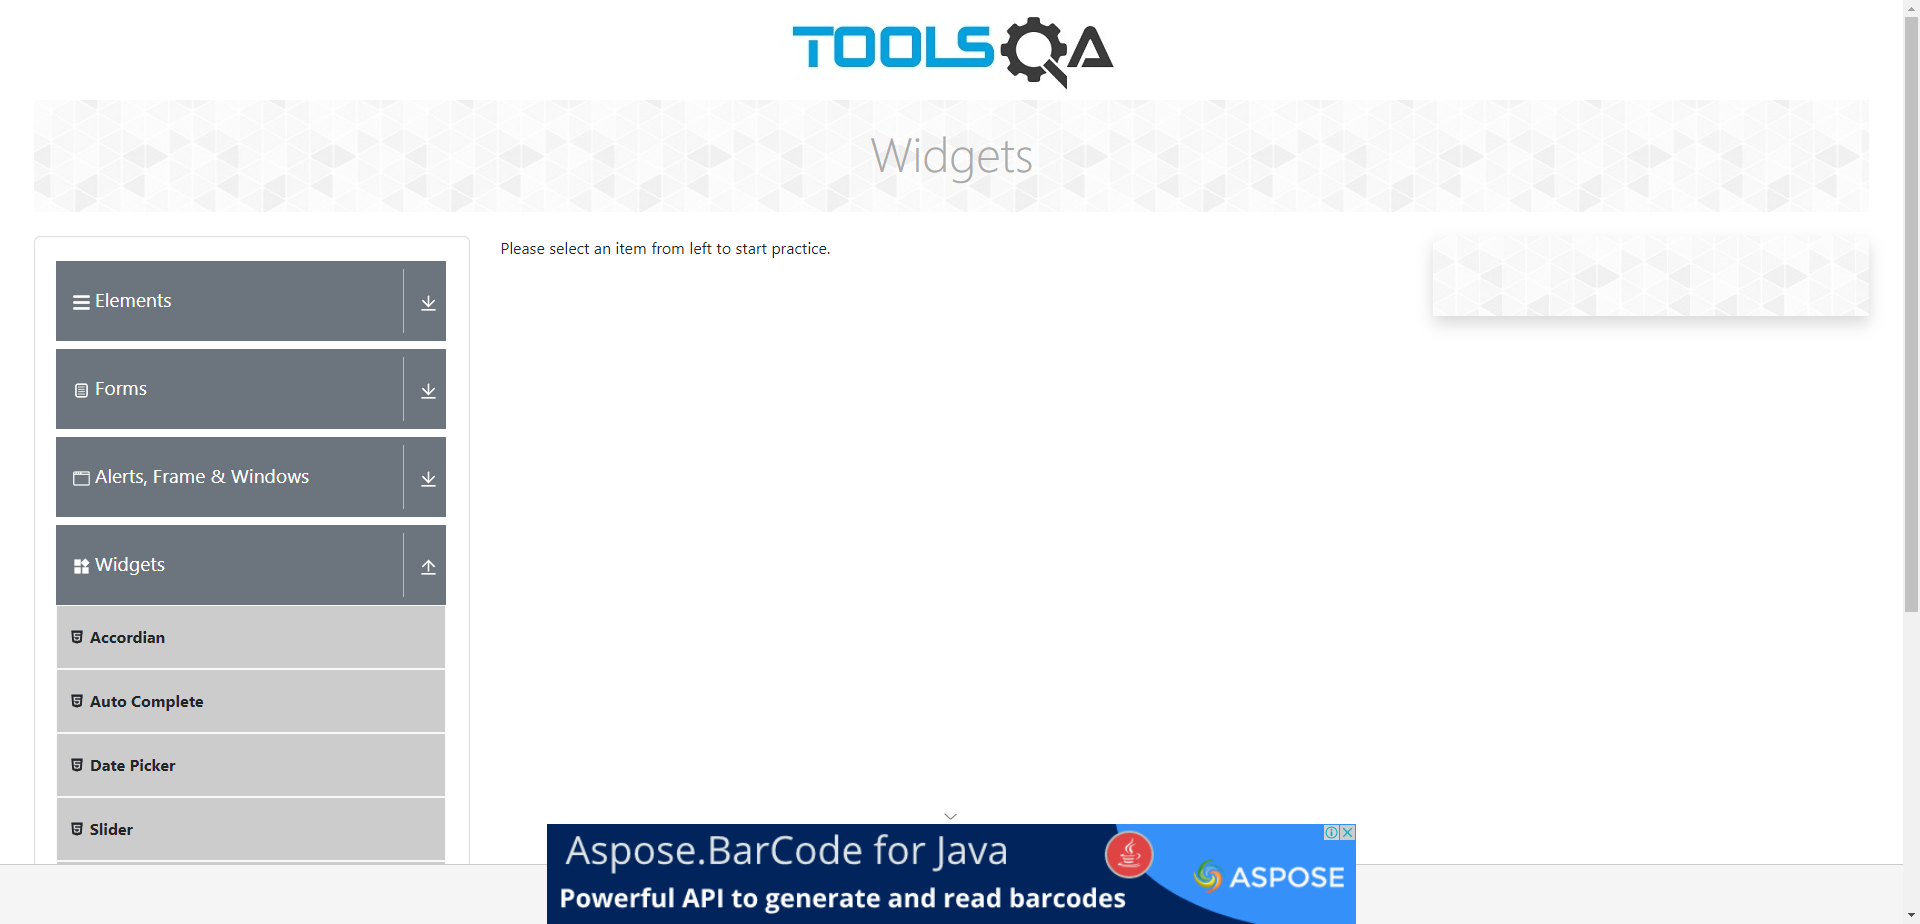 TOOLSQA
Widgets
Elements
Forms
Alerts, Frame & Windows
Widgets
Accordian
Auto Complete
Date Picker
Slider
Please select an item from left to start practice.
Aspose.BarCode for Java
Powerful API to generate and read barcodes
ASPOSE